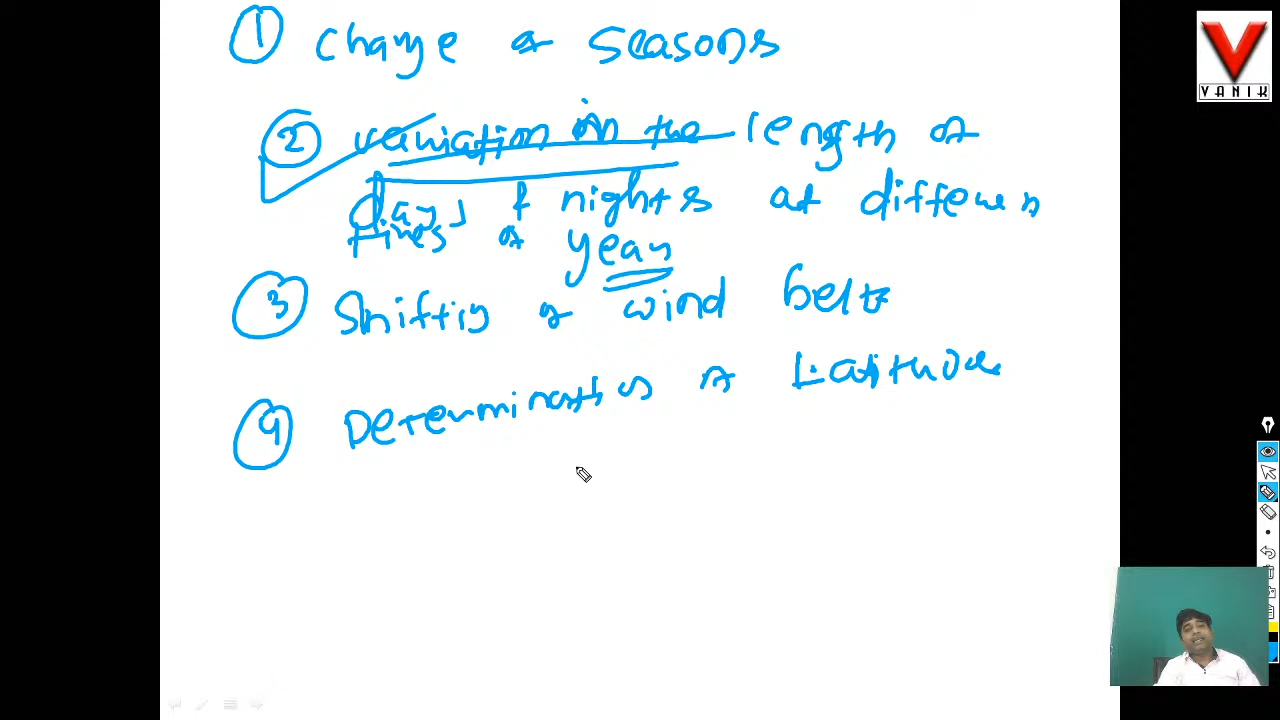 ① Change of seasons
VANIK
② variation in the length of
days & nights at different
times of year
③ Shifting of wind belts
④ Determination of Latitude